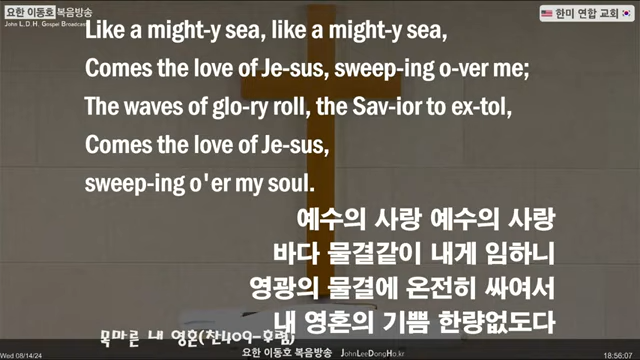 요한 이동호 복음방송
John L.D.H. Gospel Broadcast
🇺🇸 한미 연합 교회 🇰🇷
Like a might-y sea, like a might-y sea,
Comes the love of Je-sus, sweep-ing o-ver me;
The waves of glo-ry roll, the Sav-ior to ex-tol,
Comes the love of Je-sus,
sweep-ing o'er my soul.
예수의 사랑 예수의 사랑
바다 물결같이 내게 임하니
영광의 물결에 온전히 싸여서
내 영혼의 기쁨 한량없도다
목마른 내 영혼(찬409-후렴)
Wed 08/14/24
요한 이동호 복음방송 JohnLeeDongHo.kr
18:56:07